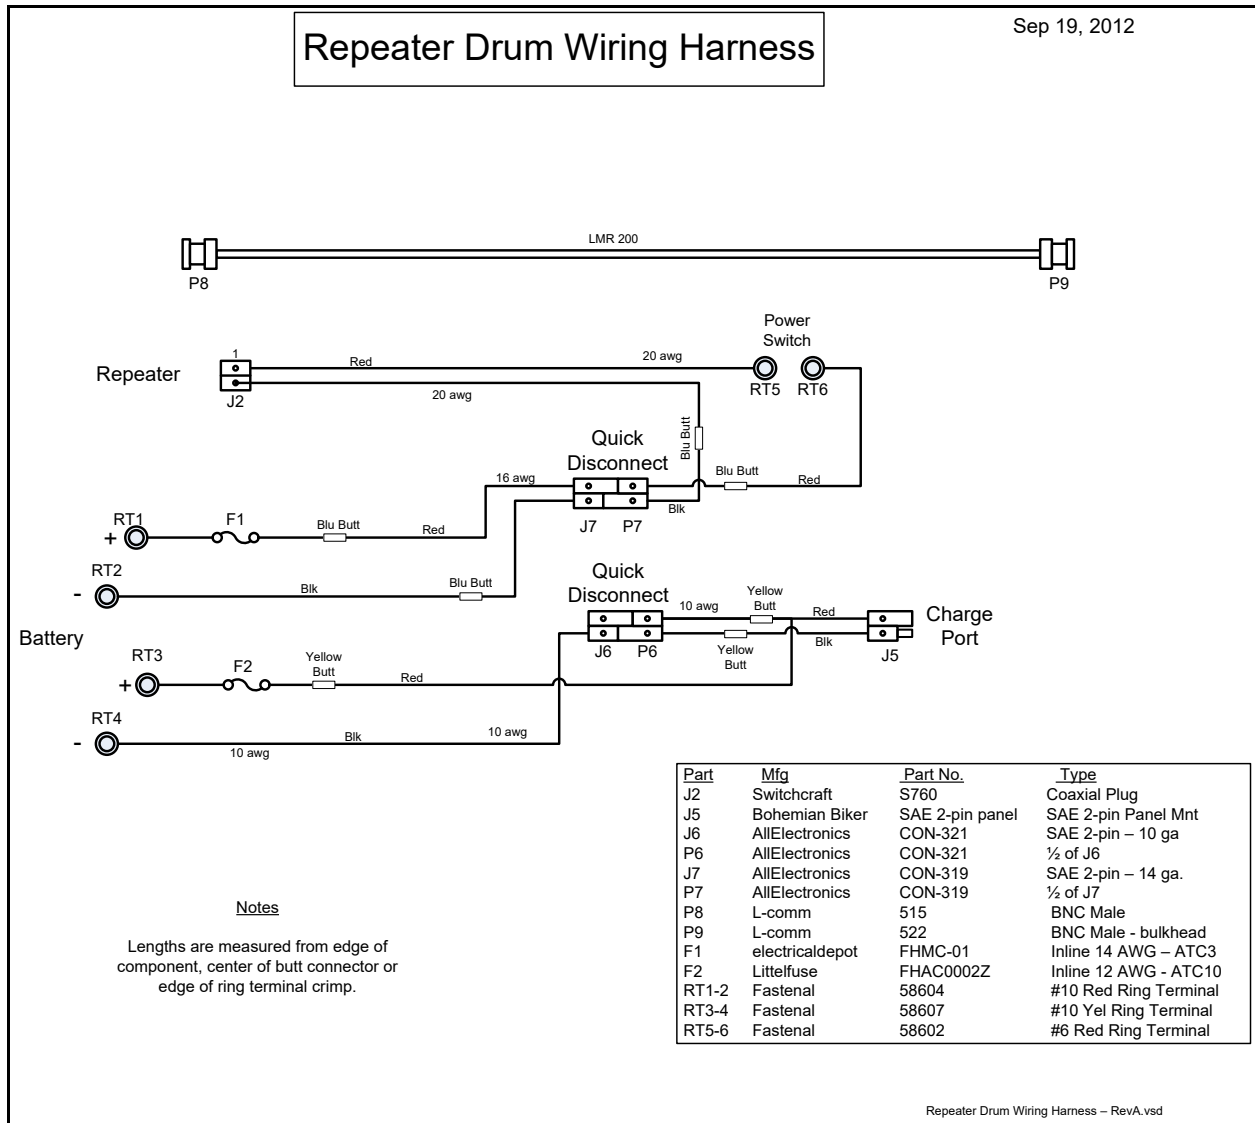 Repeater Drum Wiring Harness
Sep 19, 2012
LMR 200
P8
P9
Power
Switch
Repeater
1
Red
20 awg
J2
20 awg
RT5
RT6
Blu Butt
Quick
Disconnect
16 awg
Blu Butt
Red
Blk
J7
P7
RT1
+
F1
Blu Butt
Red
RT2
-
Blk
Blu Butt
Quick
Disconnect
10 awg
Yellow
Butt
Red
Charge
Port
Battery
J6
P6
Yellow
Butt
Blk
J5
RT3
+
F2
Yellow
Butt
Red
RT4
-
10 awg
Blk
10 awg
Part Mfg Part No. Type
J2 Switchcraft S760 Coaxial Plug
J5 Bohemian Biker SAE 2-pin panel SAE 2-pin Panel Mnt
J6 AllElectronics CON-321 SAE 2-pin – 10 ga
P6 AllElectronics CON-321 ½ of J6
J7 AllElectronics CON-319 SAE 2-pin – 14 ga.
P7 AllElectronics CON-319 ½ of J7
P8 L-comm 515 BNC Male
P9 L-comm 522 BNC Male - bulkhead
F1 electricaldepot FHMC-01 Inline 14 AWG – ATC3
F2 Littelfuse FHAC0002Z Inline 12 AWG - ATC10
RT1-2 Fastenal 58604 #10 Red Ring Terminal
RT3-4 Fastenal 58607 #10 Yel Ring Terminal
RT5-6 Fastenal 58602 #6 Red Ring Terminal
Notes
Lengths are measured from edge of
component, center of butt connector or
edge of ring terminal crimp.
Repeater Drum Wiring Harness – RevA.vsd